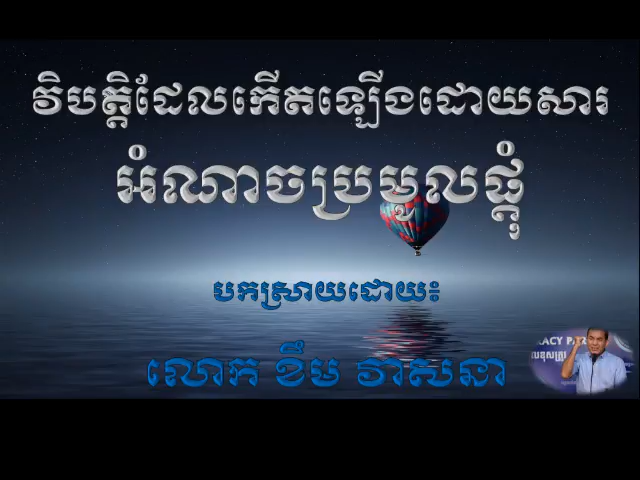 វិបត្តិដែលកើតឡើងដោយសារ
អំណាចប្រមូលផ្តុំ
បកស្រាយដោយ៖
លោក ខឹម វាសនា